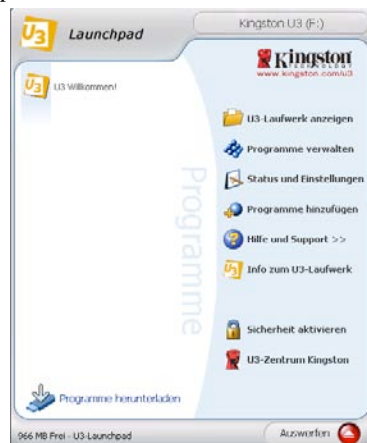 U3 Launchpad
Kingston U3 (F:)
Kingston
TECHNOLOGY
www.kingston.com/u3
U3 U3 Willkommen!
U3-Laufwerk anzeigen
Programme verwalten
Status und Einstellungen
Programme hinzufügen
Hilfe und Support >>
U3 Info zum U3-Laufwerk
Programme
Sicherheit aktivieren
U3-Zentrum Kingston
Programme herunterladen
966 MB Frei - U3-Launchpad
Auswerfen